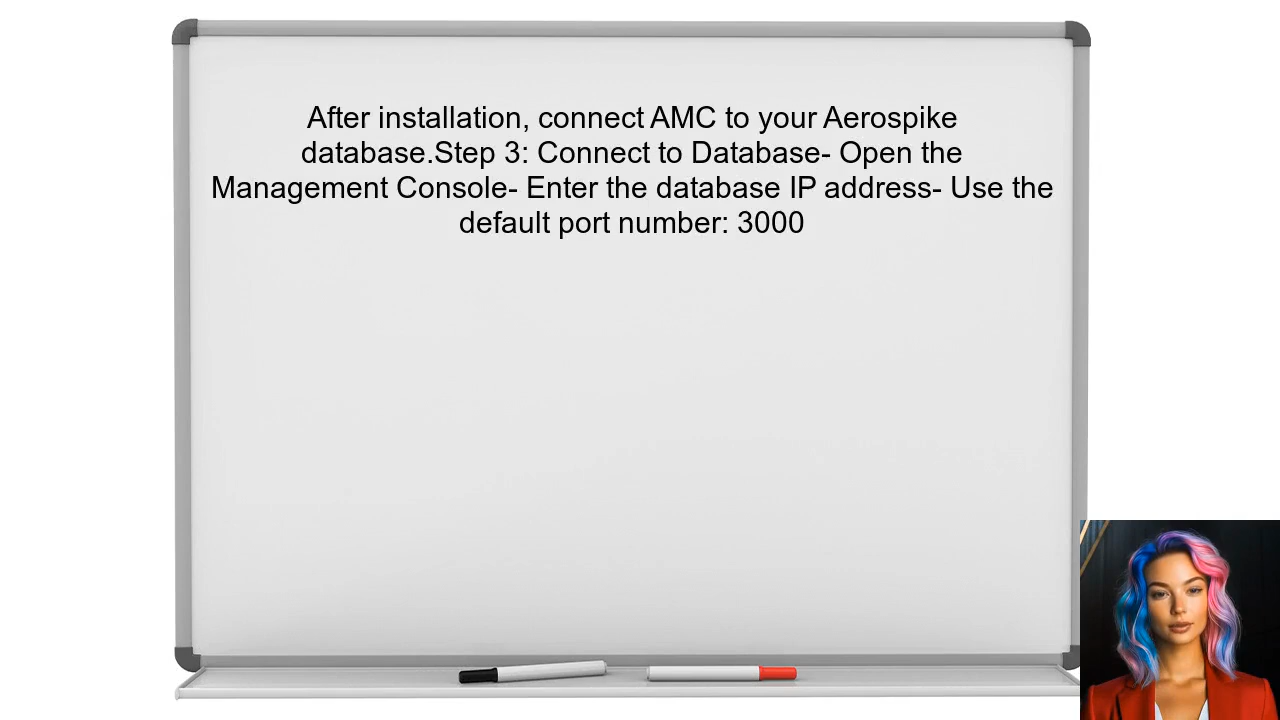 After installation, connect AMC to your Aerospike
database.Step 3: Connect to Database- Open the
Management Console- Enter the database IP address- Use the
default port number: 3000